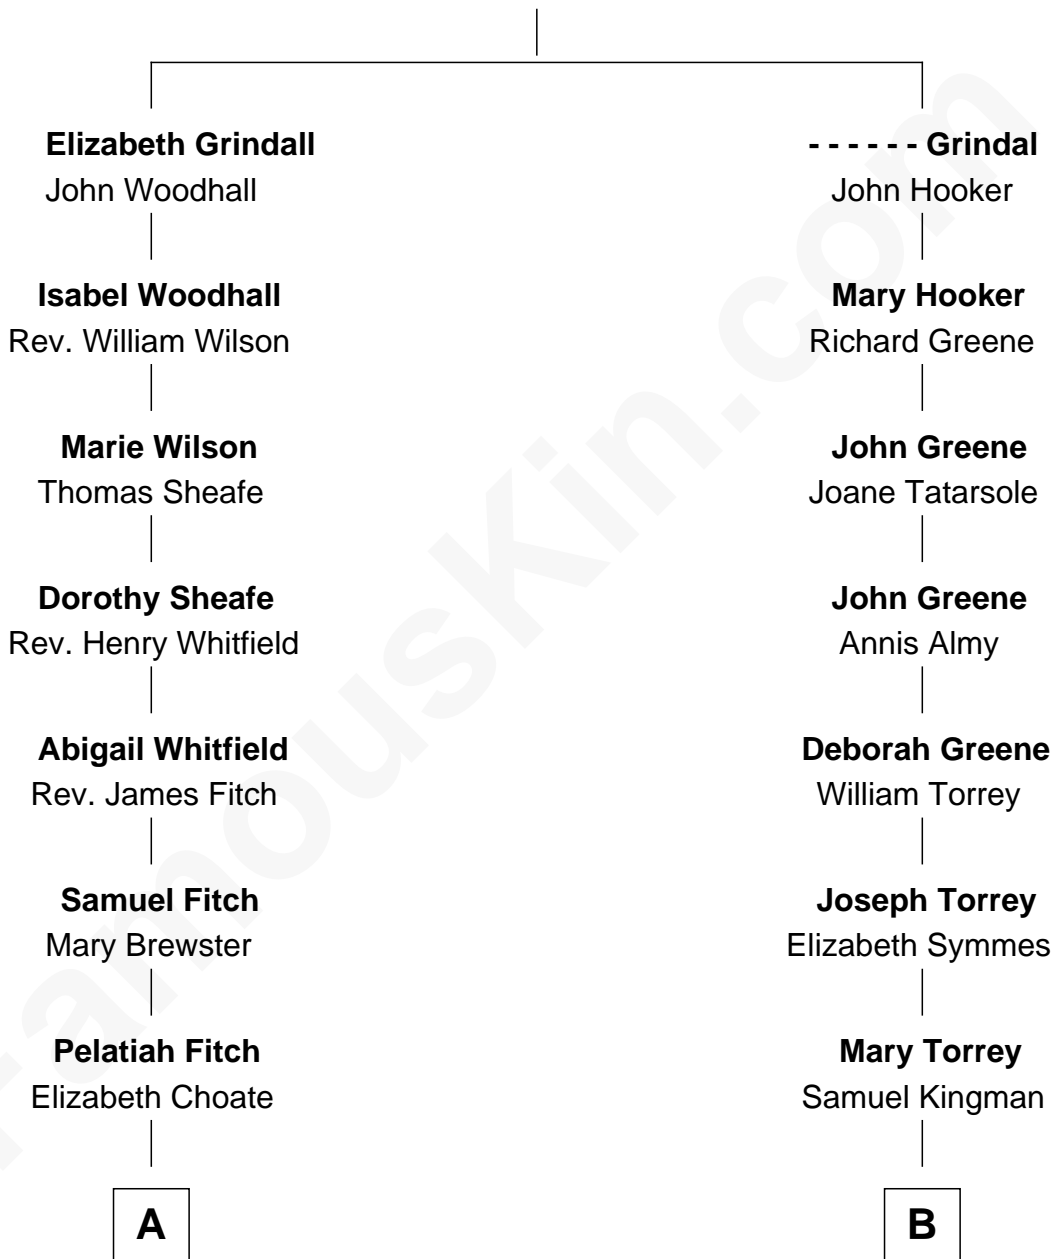 Elizabeth Grindall
John Woodhall
Isabel Woodhall
Rev. William Wilson
Marie Wilson
Thomas Sheafe
Dorothy Sheafe
Rev. Henry Whitfield
Abigail Whitfield
Rev. James Fitch
Samuel Fitch
Mary Brewster
Pelatiah Fitch
Elizabeth Choate
A
- - - - - - Grindal
John Hooker
Mary Hooker
Richard Greene
John Greene
Joane Tatarsole
John Greene
Annis Almy
Deborah Greene
William Torrey
Joseph Torrey
Elizabeth Symmes
Mary Torrey
Samuel Kingman
B
FamousKin.com